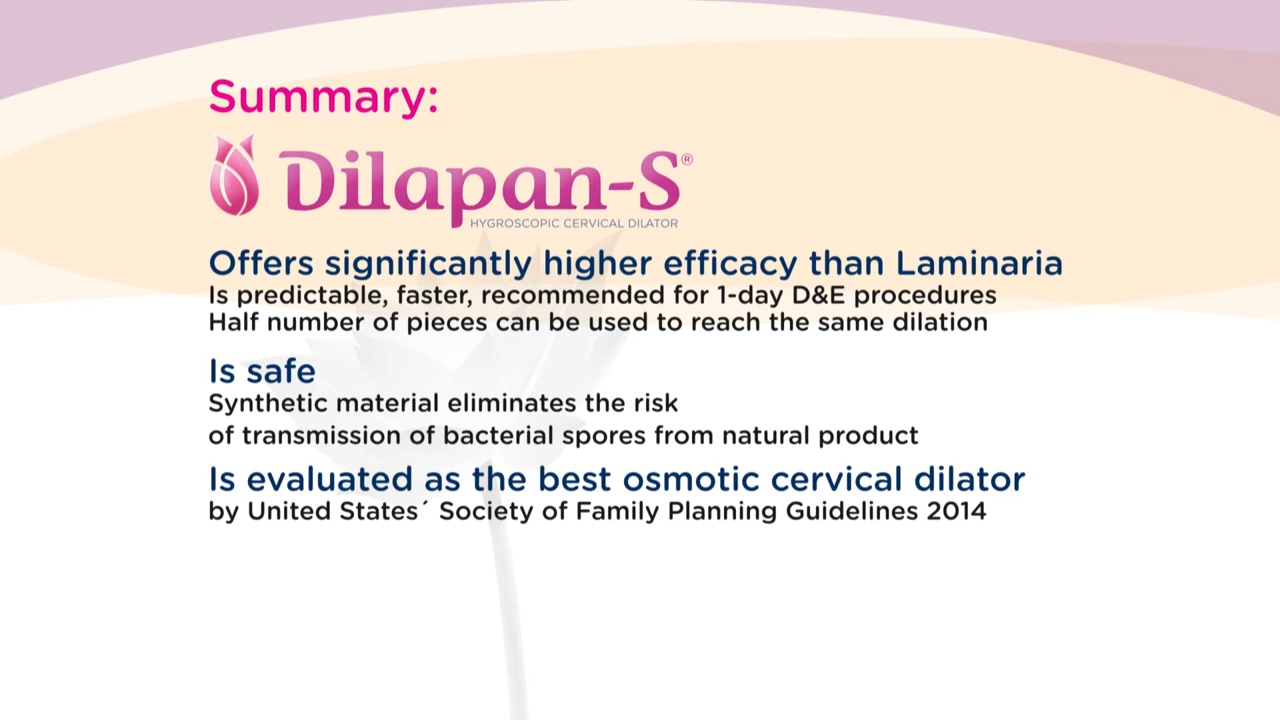 Summary:
Dilapan-S®
HYGROSCOPIC CERVICAL DILATOR
Offers significantly higher efficacy than Laminaria
Is predictable, faster, recommended for 1-day D&E procedures
Half number of pieces can be used to reach the same dilation
Is safe
Synthetic material eliminates the risk
of transmission of bacterial spores from natural product
Is evaluated as the best osmotic cervical dilator
by United States´ Society of Family Planning Guidelines 2014